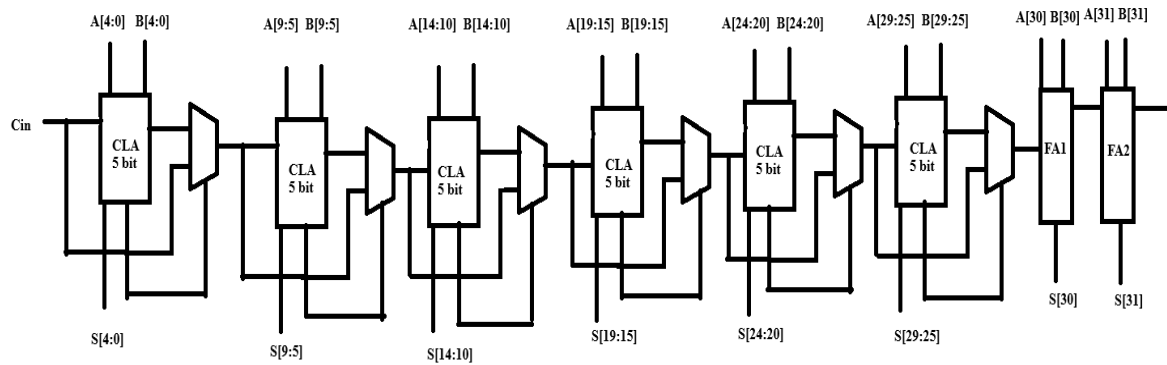 A[4:0] B[4:0]
A[9:5] B[9:5]
A[14:10] B[14:10]
A[19:15] B[19:15]
A[24:20] B[24:20]
A[29:25] B[29:25]
A[30] B[30]
A[31] B[31]
Cin
CLA
5 bit
CLA
5 bit
CLA
5 bit
CLA
5 bit
CLA
5 bit
CLA
5 bit
FA1
FA2
S[4:0]
S[9:5]
S[14:10]
S[19:15]
S[24:20]
S[29:25]
S[30]
S[31]